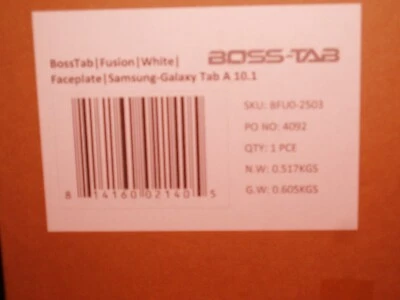 BOSS-TAB
BossTab|Fusion|White|
Faceplate|Samsung-Galaxy Tab A 10.1
SKU: BFU0-2503
PO NO: 4092
QTY: 1 PCE
N.W: 0.517KGS
G.W: 0.605KGS
8 14160 02140 5